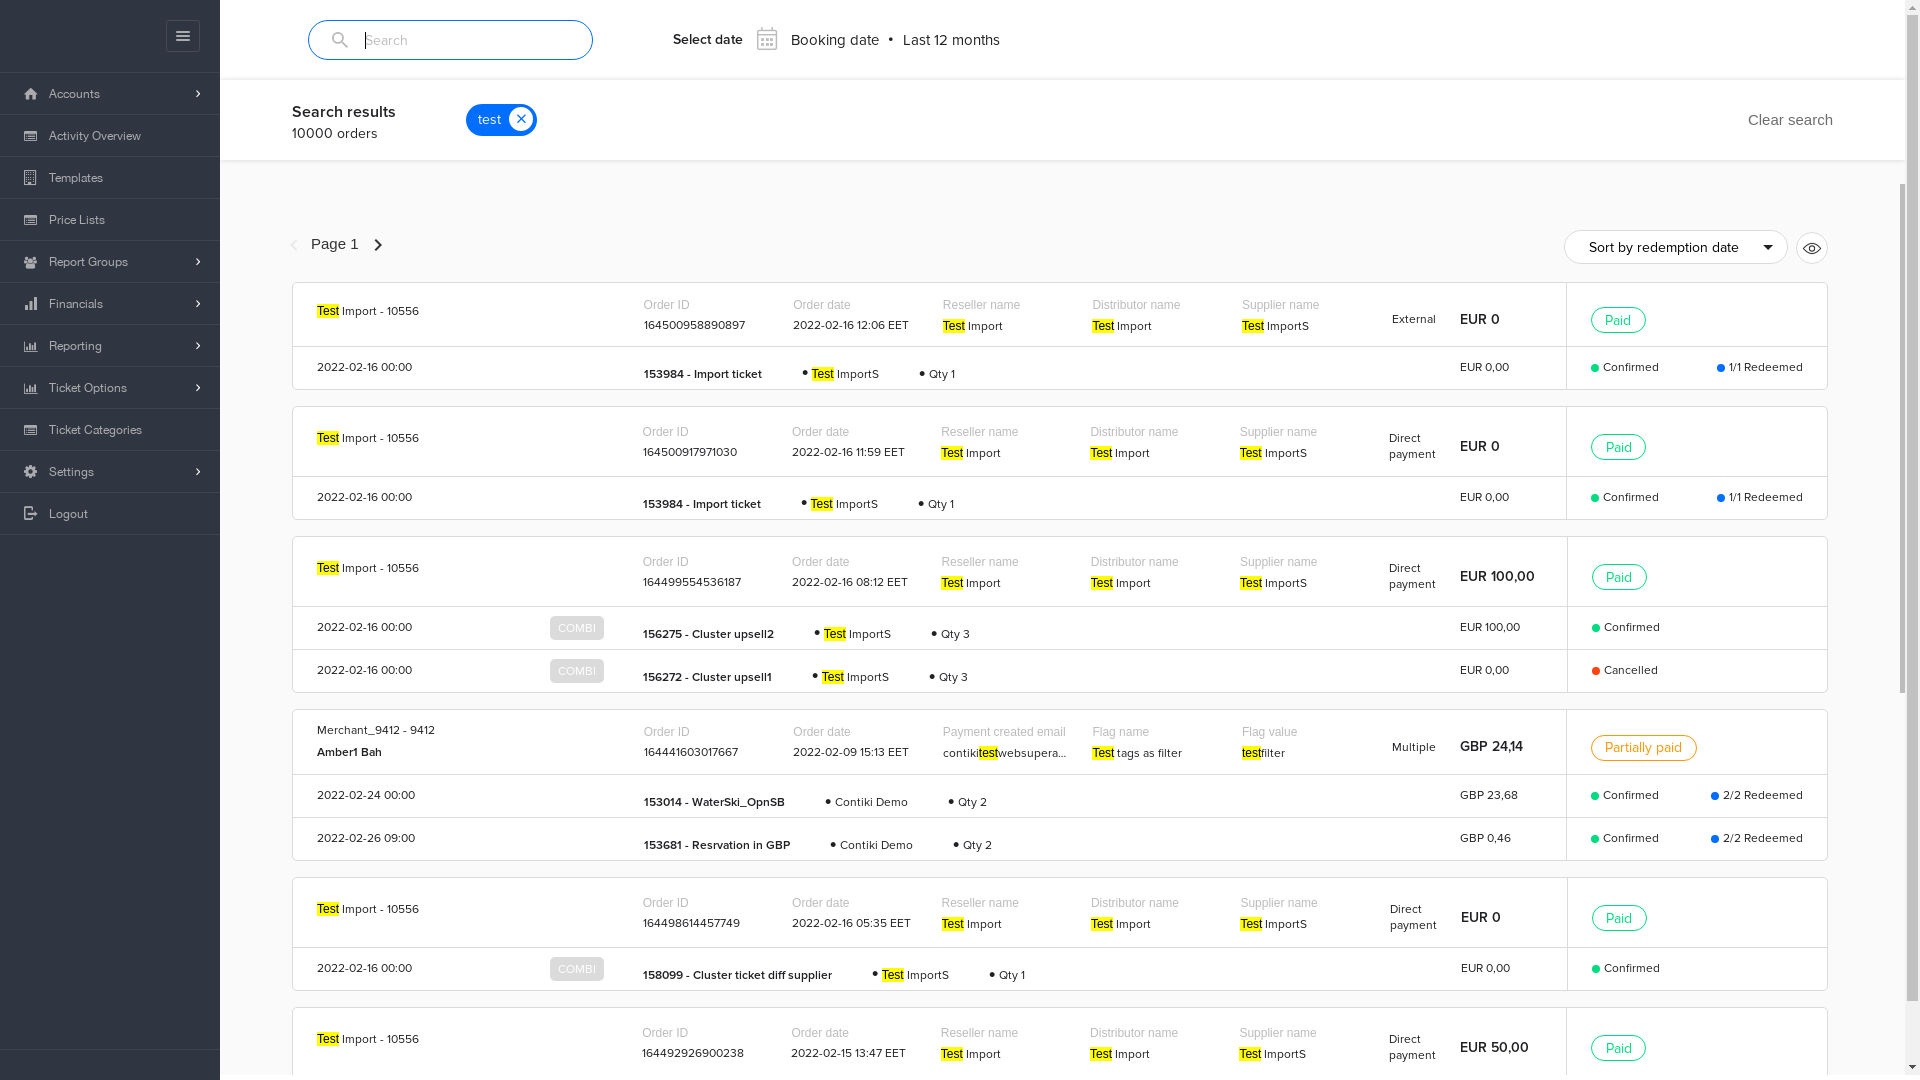 Search
Select date
Booking date • Last 12 months
Accounts
Activity Overview
Templates
Price Lists
Report Groups
Financials
Reporting
Ticket Options
Ticket Categories
Settings
Logout
Search results
10000 orders
test
Clear search
Page 1
Sort by redemption date
Test Import - 10556
Order ID
164500958890897
Order date
2022-02-16 12:06 EET
Reseller name
Test Import
Distributor name
Test Import
Supplier name
Test ImportS
External
EUR 0
Paid
2022-02-16 00:00
153984 - Import ticket • Test ImportS • Qty 1
EUR 0,00
Confirmed
1/1 Redeemed
Test Import - 10556
Order ID
164500917971030
Order date
2022-02-16 11:59 EET
Reseller name
Test Import
Distributor name
Test Import
Supplier name
Test ImportS
Direct
payment
EUR 0
Paid
2022-02-16 00:00
153984 - Import ticket • Test ImportS • Qty 1
EUR 0,00
Confirmed
1/1 Redeemed
Test Import - 10556
Order ID
164499554536187
Order date
2022-02-16 08:12 EET
Reseller name
Test Import
Distributor name
Test Import
Supplier name
Test ImportS
Direct
payment
EUR 100,00
Paid
2022-02-16 00:00
COMBI
156275 - Cluster upsell2 • Test ImportS • Qty 3
EUR 100,00
Confirmed
2022-02-16 00:00
COMBI
156272 - Cluster upsell1 • Test ImportS • Qty 3
EUR 0,00
Cancelled
Merchant_9412 - 9412
Amber1 Bah
Order ID
164441603017667
Order date
2022-02-09 15:13 EET
Payment created email
contikitestwebsupera...
Flag name
Test tags as filter
Flag value
testfilter
Multiple
GBP 24,14
Partially paid
2022-02-24 00:00
153014 - WaterSki_OpnSB • Contiki Demo • Qty 2
GBP 23,68
Confirmed
2/2 Redeemed
2022-02-26 09:00
153681 - Resrvation in GBP • Contiki Demo • Qty 2
GBP 0,46
Confirmed
2/2 Redeemed
Test Import - 10556
Order ID
164498614457749
Order date
2022-02-16 05:35 EET
Reseller name
Test Import
Distributor name
Test Import
Supplier name
Test ImportS
Direct
payment
EUR 0
Paid
2022-02-16 00:00
COMBI
158099 - Cluster ticket diff supplier • Test ImportS • Qty 1
EUR 0,00
Confirmed
Test Import - 10556
Order ID
164492926900238
Order date
2022-02-15 13:47 EET
Reseller name
Test Import
Distributor name
Test Import
Supplier name
Test ImportS
Direct
payment
EUR 50,00
Paid